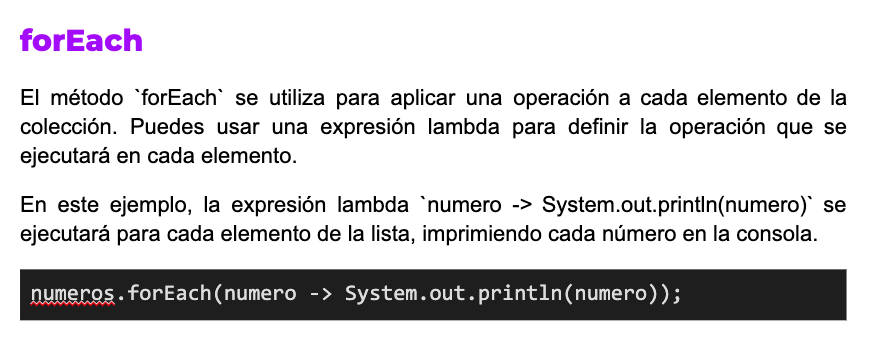 forEach
El método `forEach` se utiliza para aplicar una operación a cada elemento de la
colección. Puedes usar una expresión lambda para definir la operación que se
ejecutará en cada elemento.
En este ejemplo, la expresión lambda `numero -> System.out.println(numero)` se
ejecutará para cada elemento de la lista, imprimiendo cada número en la consola.
numeros.forEach(numero -> System.out.println(numero));